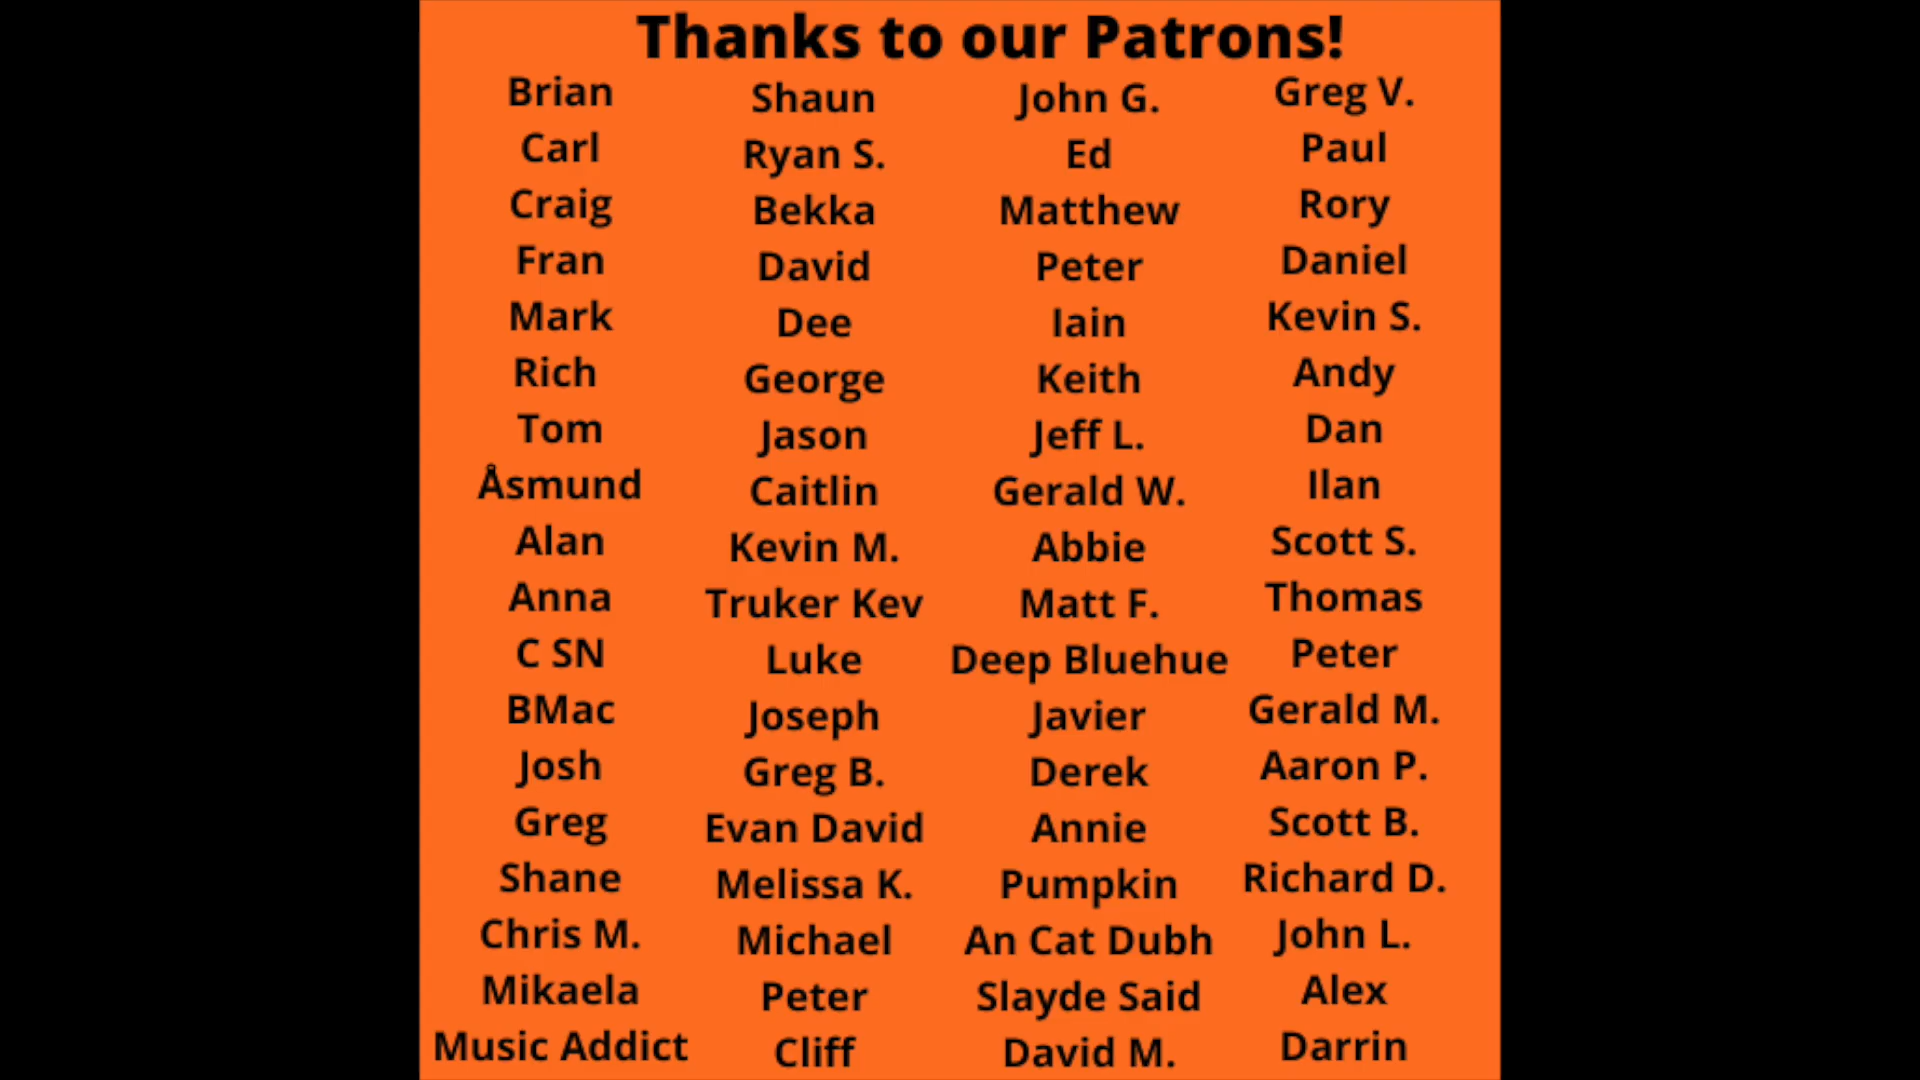 Thanks to our Patrons!
Brian
Carl
Craig
Fran
Mark
Rich
Tom
Åsmund
Alan
Anna
C SN
BMac
Josh
Greg
Shane
Chris M.
Mikaela
Music Addict
Shaun
Ryan S.
Bekka
David
Dee
George
Jason
Caitlin
Kevin M.
Truker Kev
Luke
Joseph
Greg B.
Evan David
Melissa K.
Michael
Peter
Cliff
John G.
Ed
Matthew
Peter
Iain
Keith
Jeff L.
Gerald W.
Abbie
Matt F.
Deep Bluehue
Javier
Derek
Annie
Pumpkin
An Cat Dubh
Slayde Said
David M.
Greg V.
Paul
Rory
Daniel
Kevin S.
Andy
Dan
Ilan
Scott S.
Thomas
Peter
Gerald M.
Aaron P.
Scott B.
Richard D.
John L.
Alex
Darrin